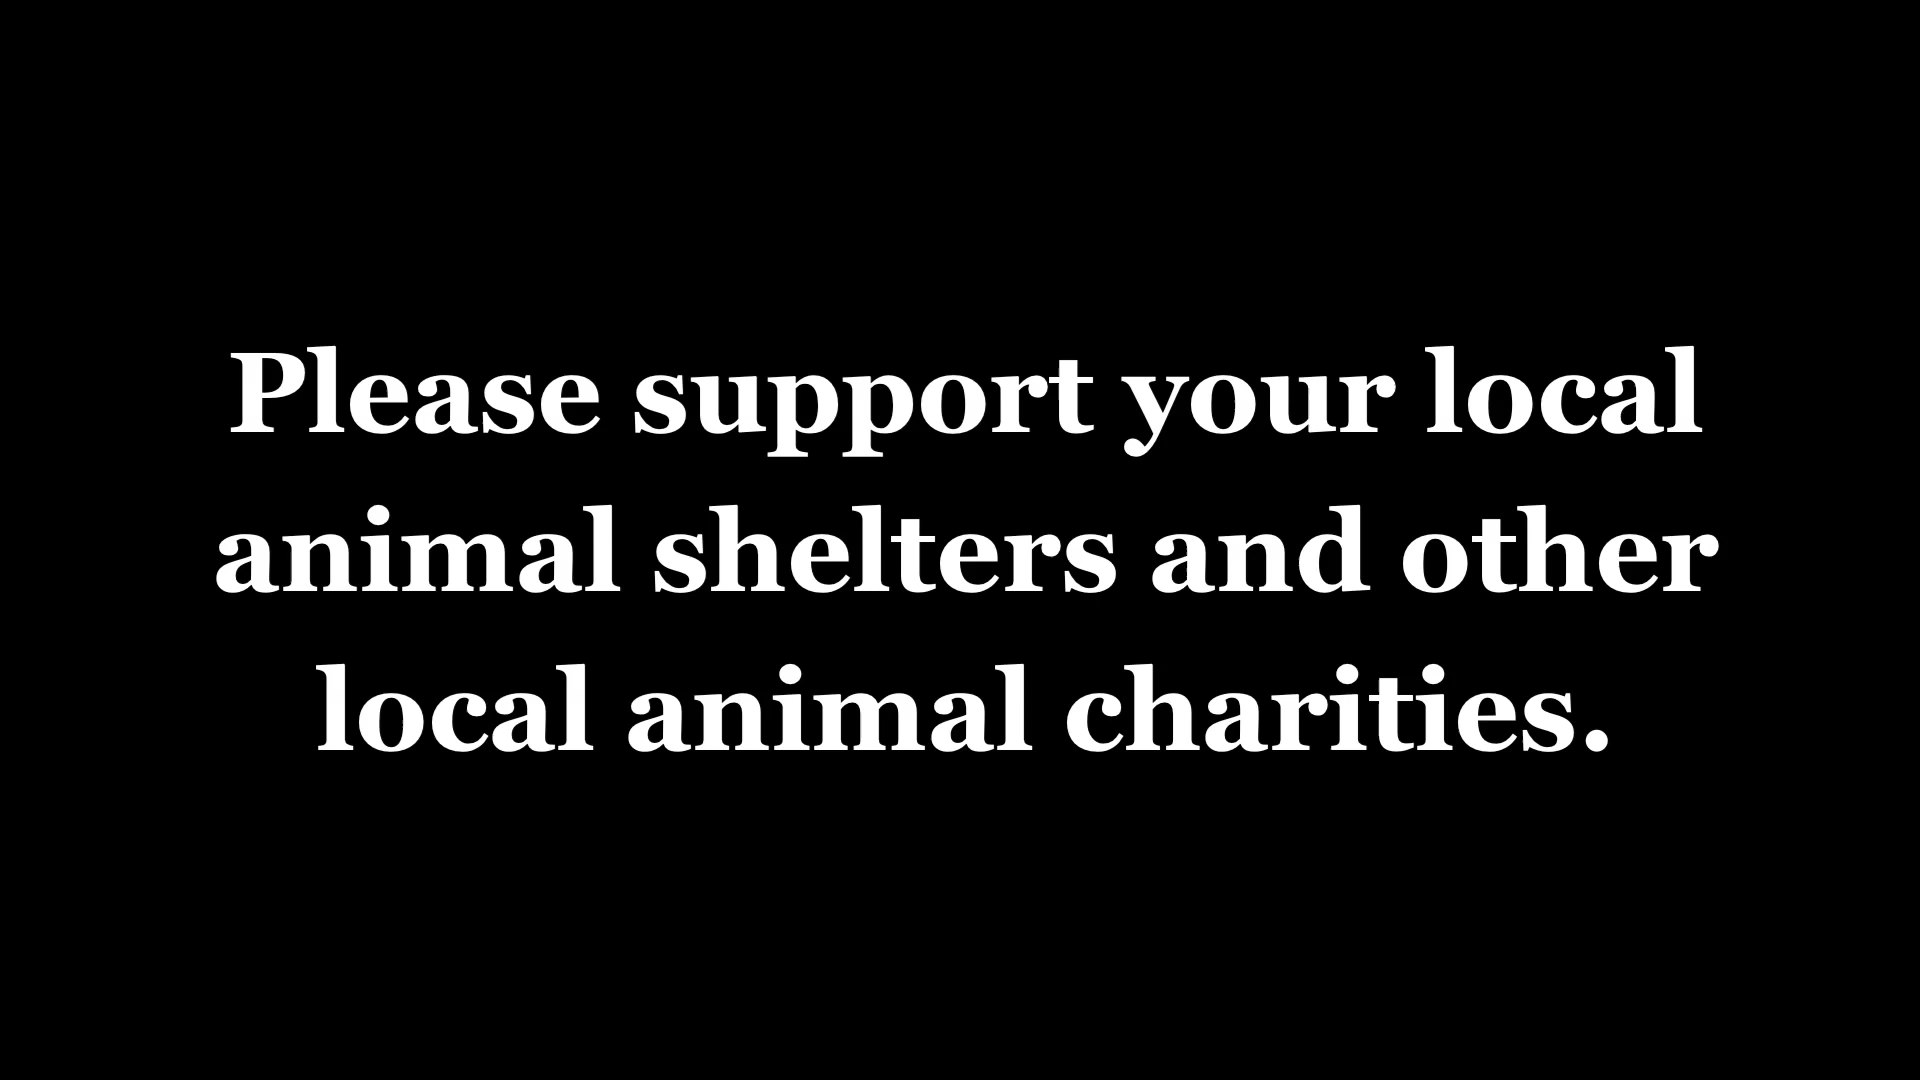 Please support your local
animal shelters and other
local animal charities.